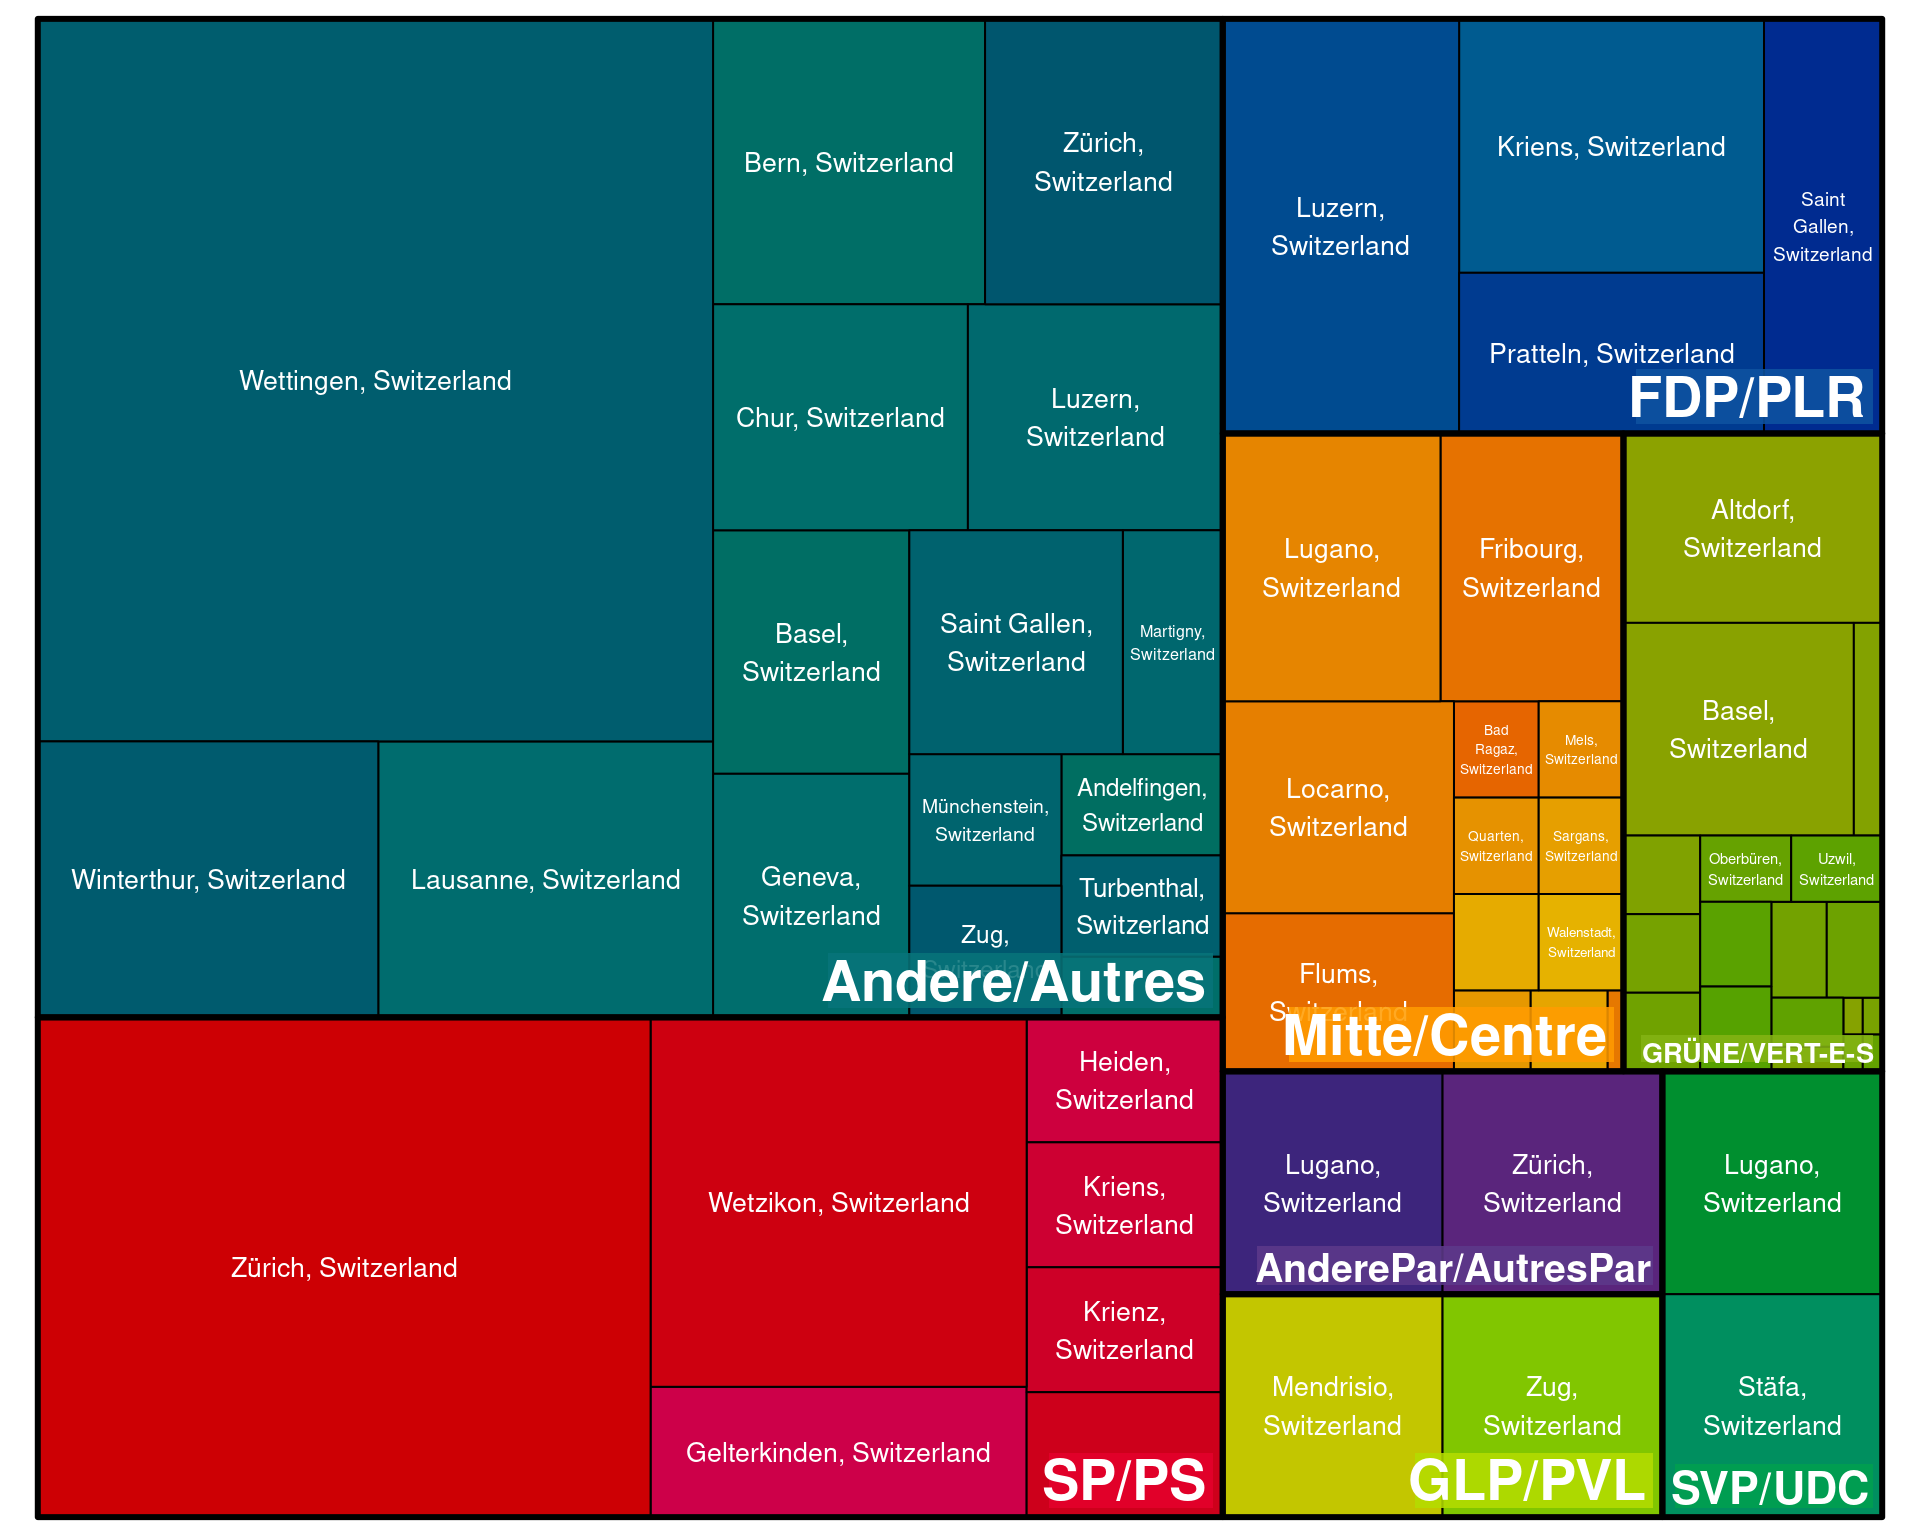 Wettingen, Switzerland
Winterthur, Switzerland
Lausanne, Switzerland
Bern, Switzerland
Zürich,
Switzerland
Chur, Switzerland
Luzern,
Switzerland
Basel,
Switzerland
Saint Gallen,
Switzerland
Martigny,
Switzerland
Geneva,
Switzerland
Münchenstein,
Switzerland
Andelfingen,
Switzerland
Zug,
Switzerland
Turbenthal,
Switzerland
Andere/Autres
Zürich, Switzerland
Wetzikon, Switzerland
Gelterkinden, Switzerland
Heiden,
Switzerland
Kriens,
Switzerland
Krienz,
Switzerland
SP/PS
Luzern,
Switzerland
Kriens, Switzerland
Pratteln, Switzerland
Saint
Gallen,
Switzerland
FDP/PLR
Lugano,
Switzerland
Fribourg,
Switzerland
Locarno,
Switzerland
Flums,
Switzerland
Bad
Ragaz,
Switzerland
Mels,
Switzerland
Quarten,
Switzerland
Sargans,
Switzerland
Walenstadt,
Switzerland
Mitte/Centre
Altdorf,
Switzerland
Basel,
Switzerland
Oberbüren,
Switzerland
Uzwil,
Switzerland
GRÜNE/VERT-E-S
Lugano,
Switzerland
Zürich,
Switzerland
AnderePar/AutresPar
Mendrisio,
Switzerland
Zug,
Switzerland
GLP/PVL
Lugano,
Switzerland
Stäfa,
Switzerland
SVP/UDC